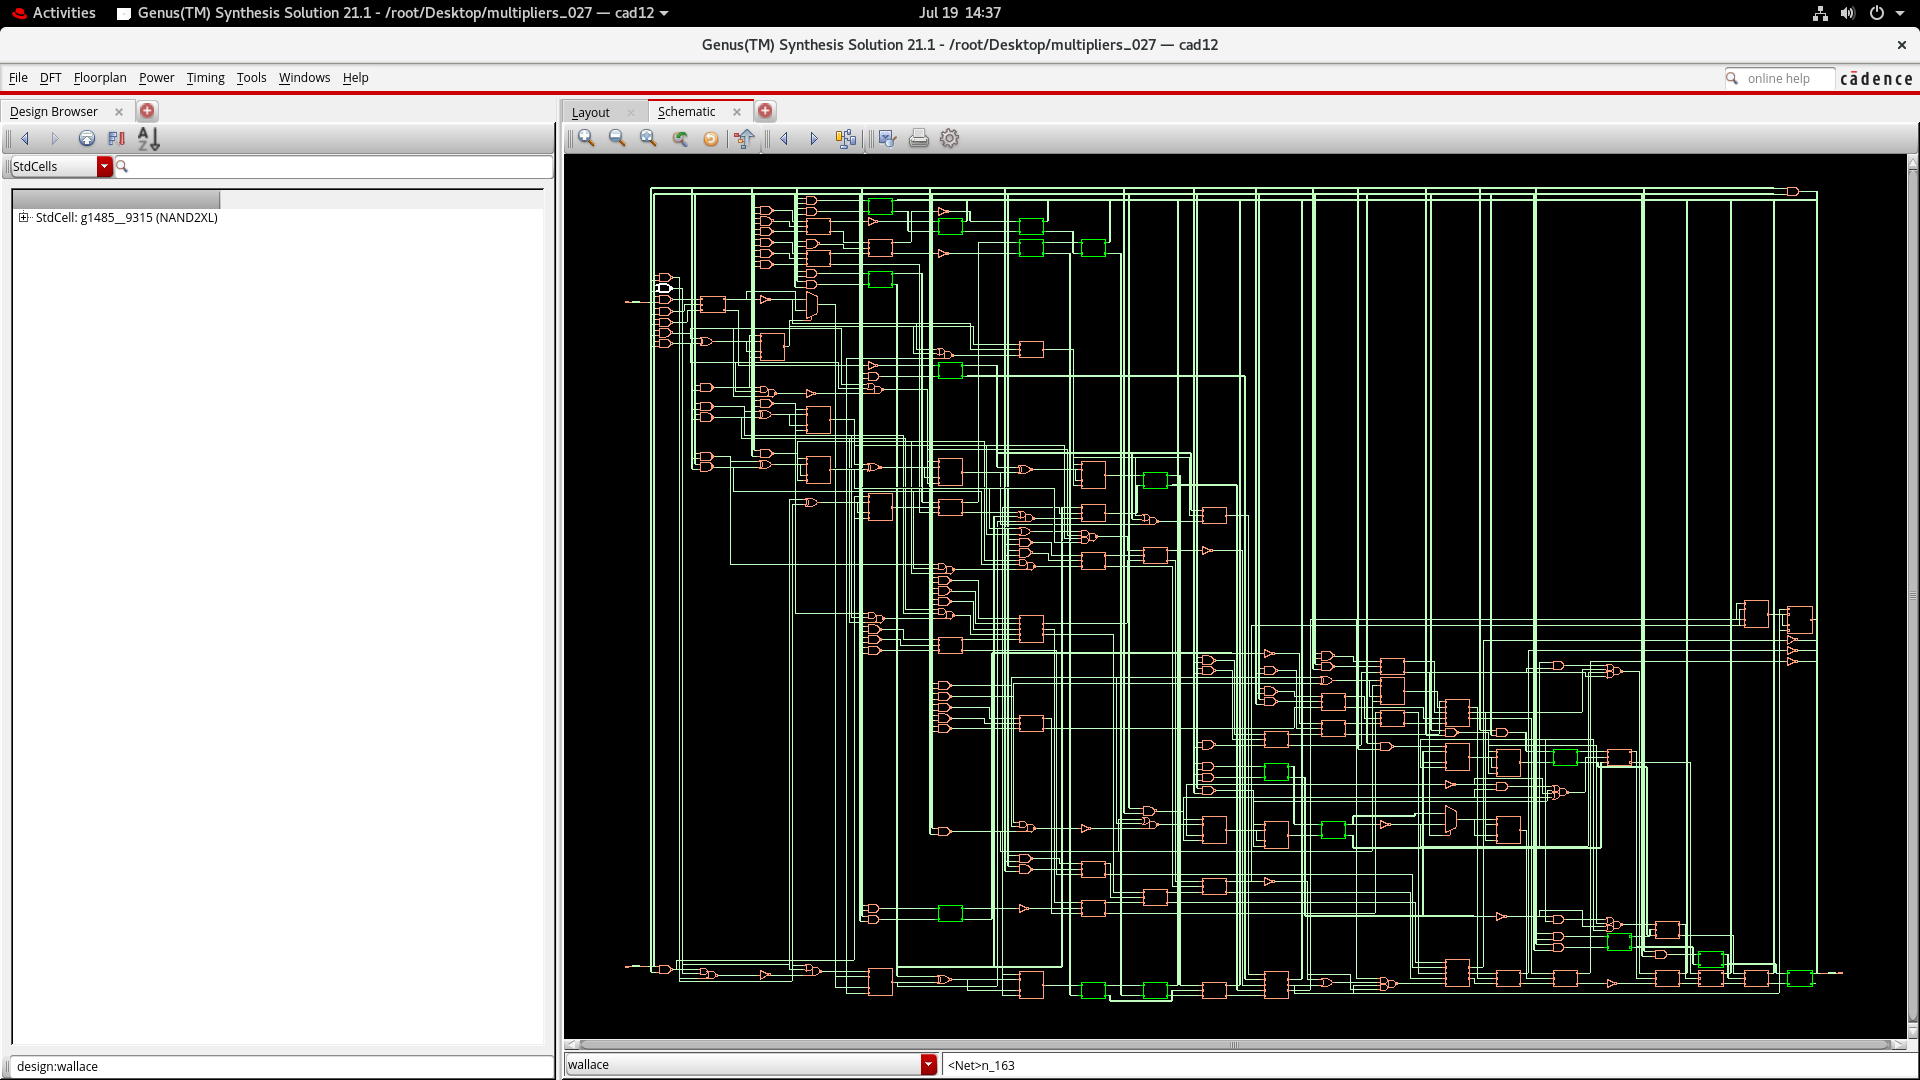 Activities
Genus(TM) Synthesis Solution 21.1 - /root/Desktop/multipliers_027 — cad12
Jul 19 14:37
Genus(TM) Synthesis Solution 21.1 - /root/Desktop/multipliers_027 — cad12
File DFT Floorplan Power Timing Tools Windows Help
online help
cādence
Design Browser
Layout
Schematic
StdCells
StdCell: g1485__9315 (NAND2XL)
design:wallace
wallace
<Net>n_163